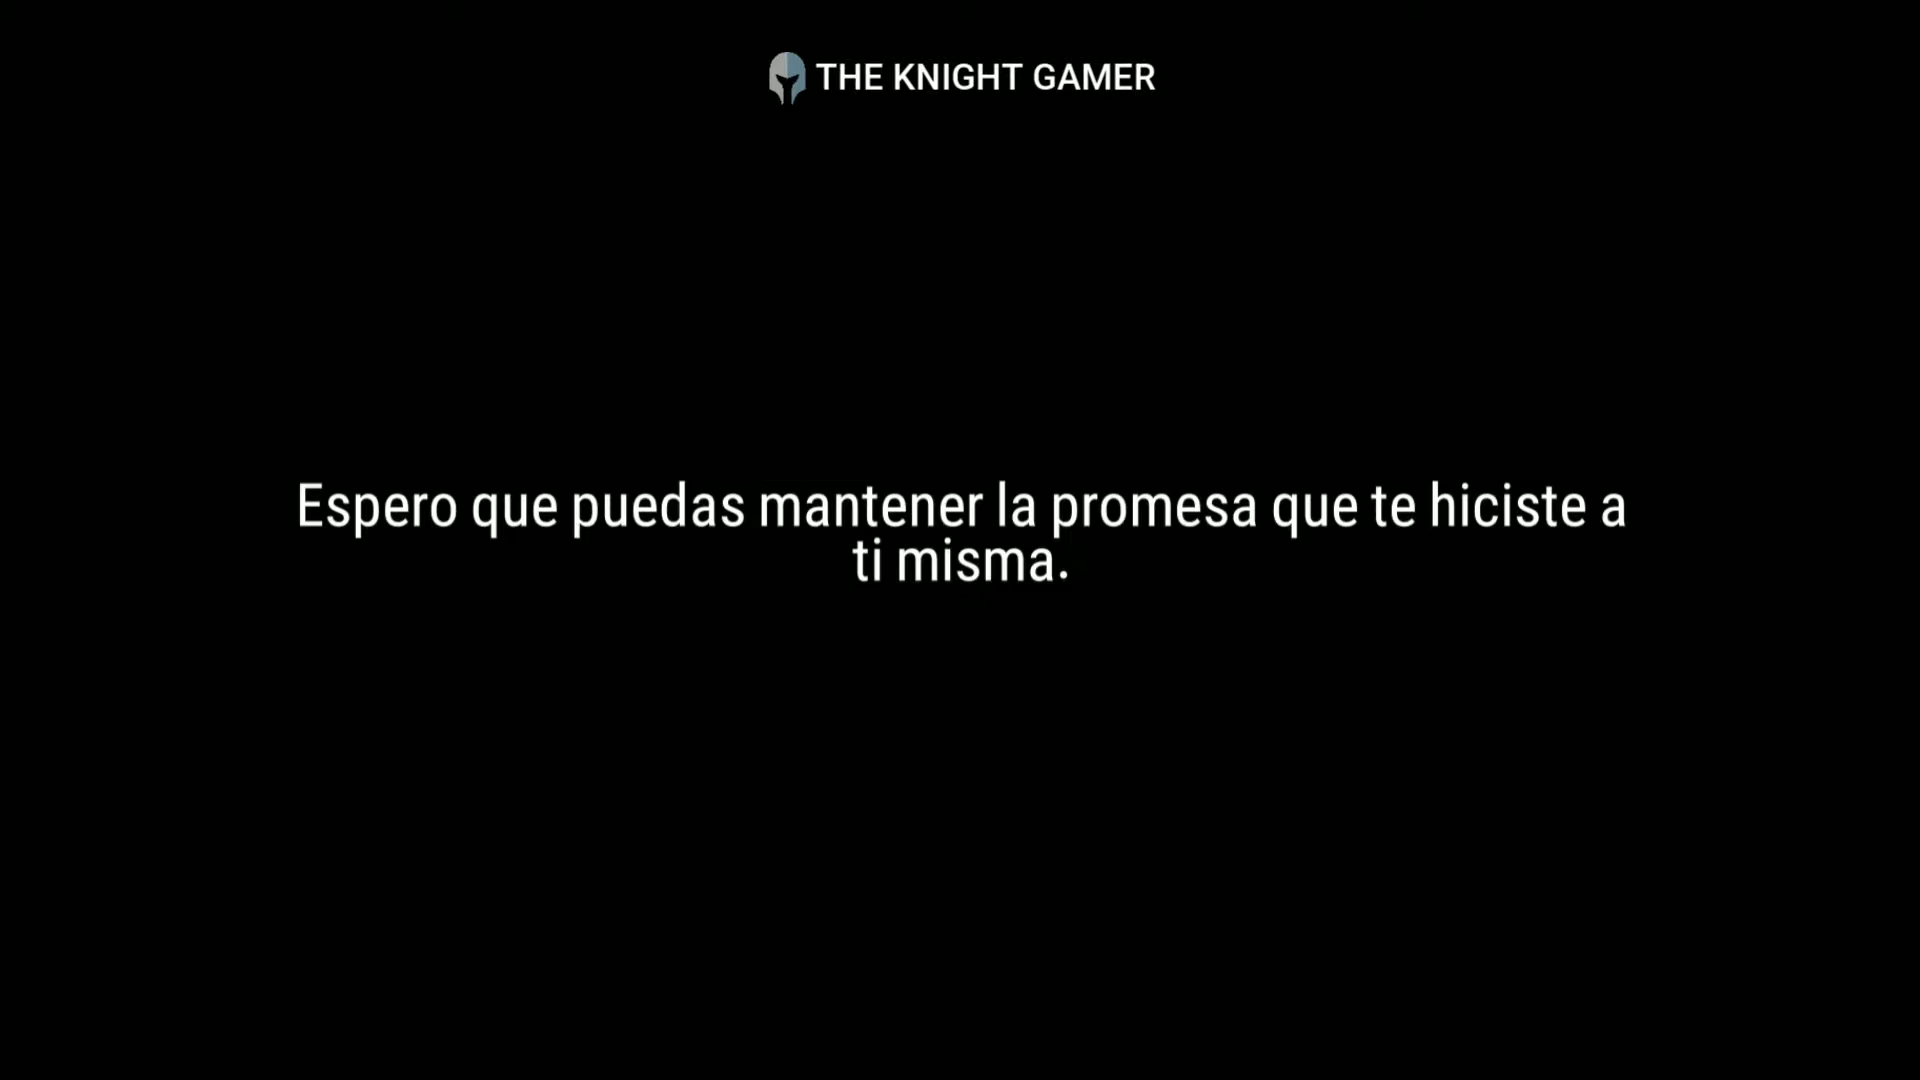 THE KNIGHT GAMER
Espero que puedas mantener la promesa que te hiciste a
ti misma.